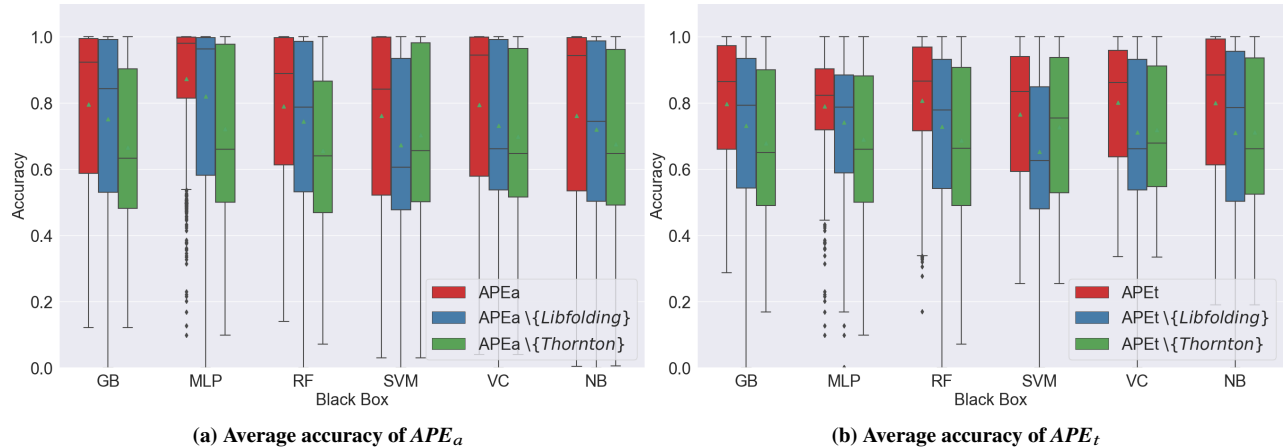 1.0
0.8
0.6
0.4
0.2
0.0
Accuracy
GB MLP RF SVM VC NB
Black Box
APEa
APEa \{Libfolding}
APEa \{Thornton}
(a) Average accuracy of APEa
1.0
0.8
0.6
0.4
0.2
0.0
Accuracy
GB MLP RF SVM VC NB
Black Box
APEt
APEt \{Libfolding}
APEt \{Thornton}
(b) Average accuracy of APEt